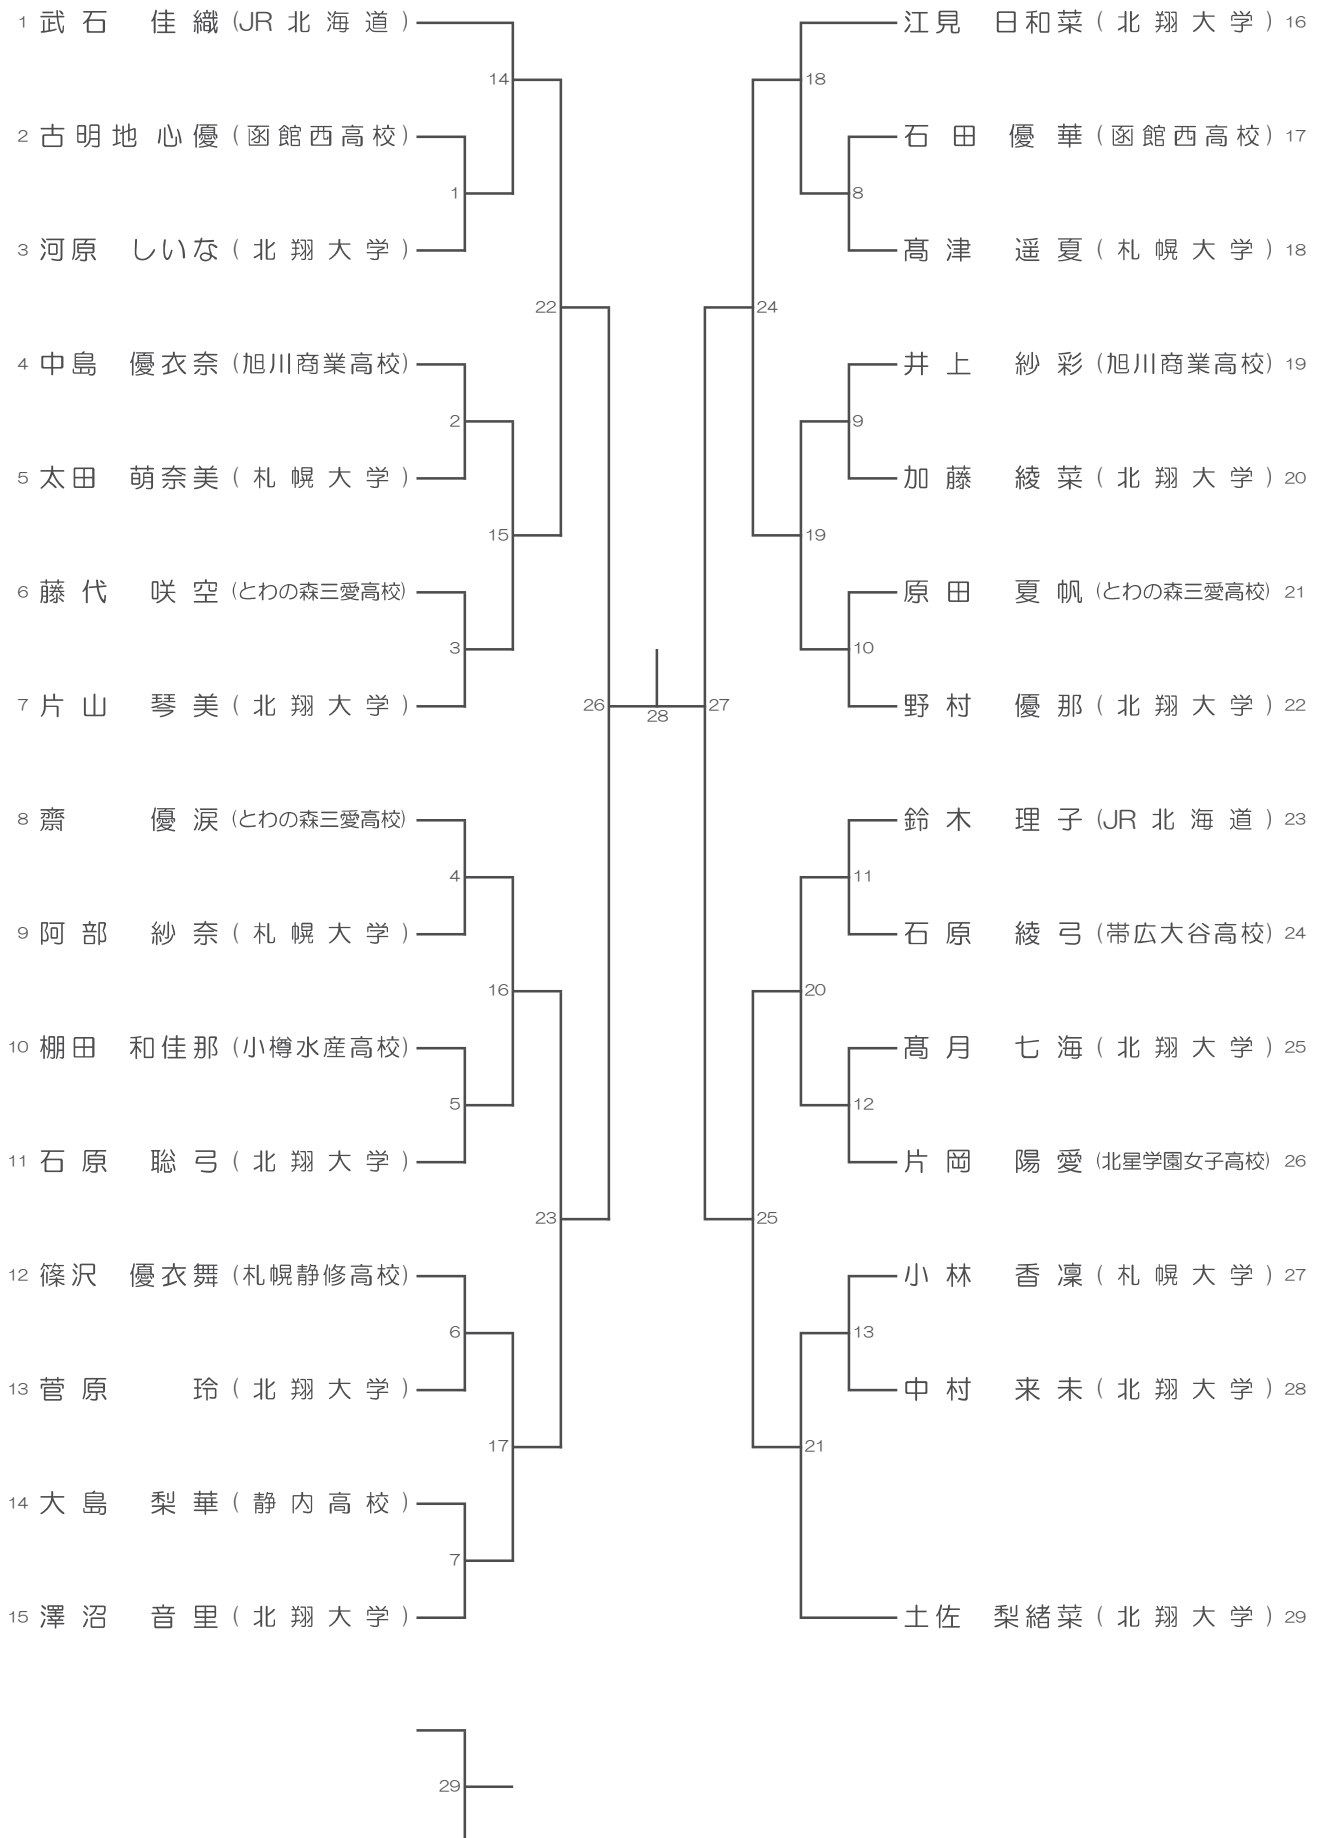 1 武石 佳織 (JR北海道)
14
2 古明地 心優 (函館西高校)
1
3 河原 しいな (北翔大学)
22
4 中島 優衣奈 (旭川商業高校)
2
5 太田 萌奈美 (札幌大学)
15
6 藤代 咲空 (とわの森三愛高校)
3
7 片山 琴美 (北翔大学)
26
28
8 齋 優涙 (とわの森三愛高校)
4
9 阿部 紗奈 (札幌大学)
16
10 棚田 和佳那 (小樽水産高校)
5
11 石原 聡弓 (北翔大学)
23
12 篠沢 優衣舞 (札幌静修高校)
6
13 菅原 玲 (北翔大学)
17
14 大島 梨華 (静内高校)
7
15 澤沼 音里 (北翔大学)
29
江見 日和菜 (北翔大学) 16
18
石田 優華 (函館西高校) 17
8
髙津 遥夏 (札幌大学) 18
24
井上 紗彩 (旭川商業高校) 19
9
加藤 綾菜 (北翔大学) 20
19
原田 夏帆 (とわの森三愛高校) 21
10
野村 優那 (北翔大学) 22
27
鈴木 理子 (JR北海道) 23
11
石原 綾弓 (帯広大谷高校) 24
20
髙月 七海 (北翔大学) 25
12
片岡 陽愛 (北星学園女子高校) 26
25
小林 香凜 (札幌大学) 27
13
中村 来未 (北翔大学) 28
21
土佐 梨緒菜 (北翔大学) 29